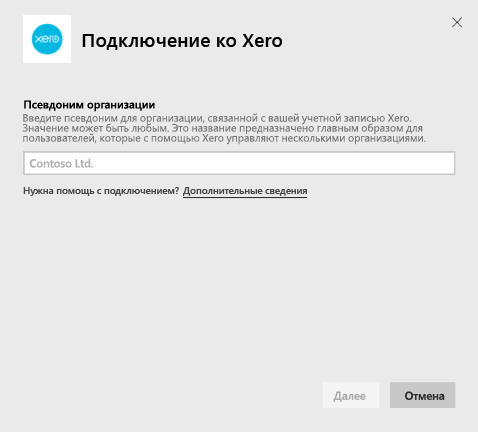 xero
Подключение ко Xero
Псевдоним организации
Введите псевдоним для организации, связанной с вашей учетной записью Xero.
Значение может быть любым. Это название предназначено главным образом для
пользователей, которые с помощью Xero управляют несколькими организациями.
Contoso Ltd.
Нужна помощь с подключением? Дополнительные сведения
Далее Отмена